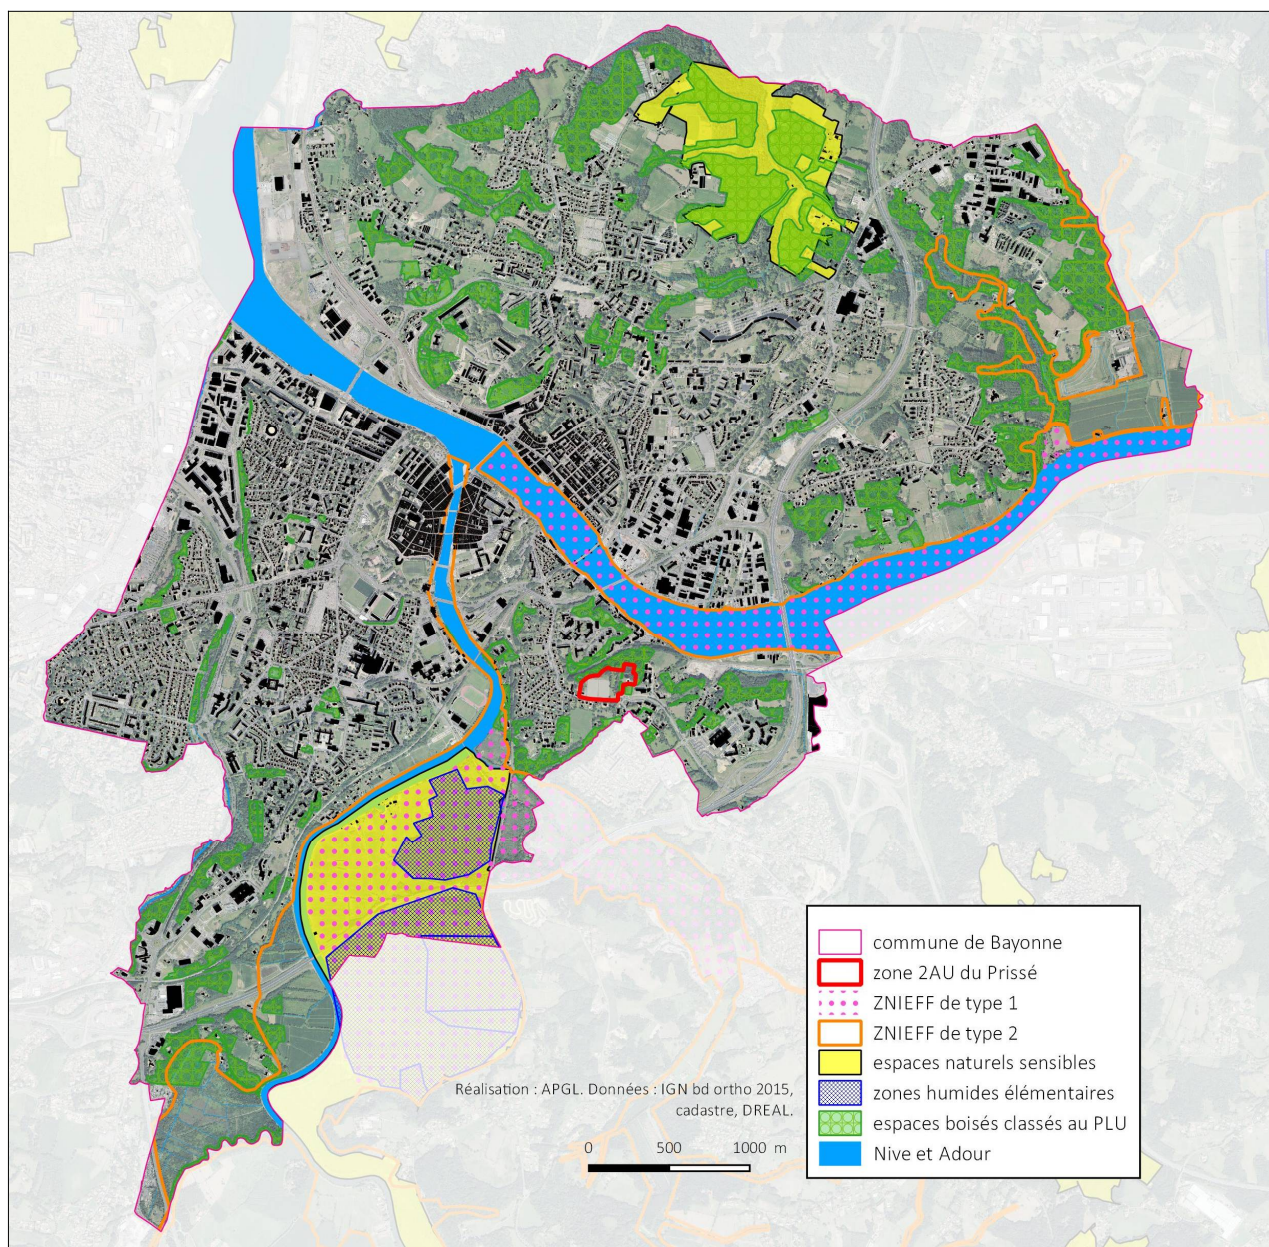 commune de Bayonne
zone 2AU du Prissé
ZNIEFF de type 1
ZNIEFF de type 2
espaces naturels sensibles
zones humides élémentaires
espaces boisés classés au PLU
Nive et Adour
Réalisation : APGL. Données : IGN bd ortho 2015,
cadastre, DREAL.
0 500 1000 m